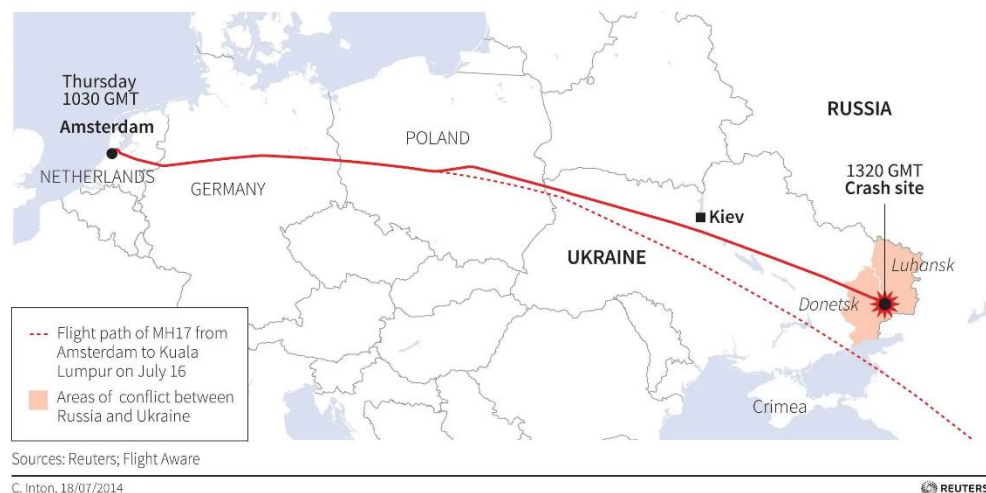 Thursday
1030 GMT
Amsterdam
NETHERLANDS
GERMANY
POLAND
RUSSIA
1320 GMT
Crash site
Kiev
UKRAINE
Luhansk
Donetsk
Crimea
Flight path of MH17 from
Amsterdam to Kuala
Lumpur on July 16
Areas of conflict between
Russia and Ukraine
Sources: Reuters; Flight Aware
C. Inton, 18/07/2014
REUTERS